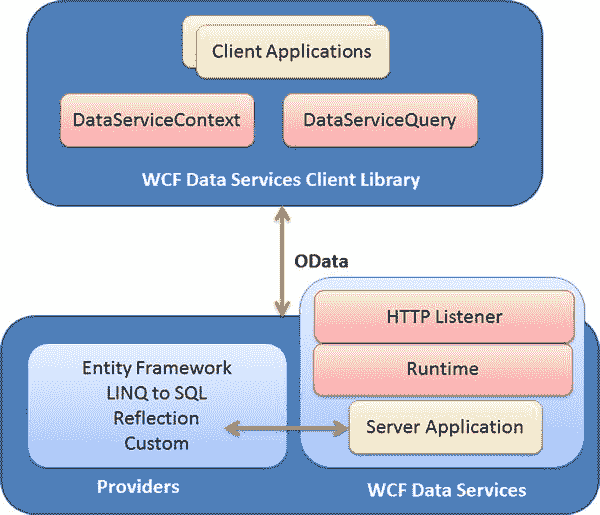 Client Applications
DataServiceContext
DataServiceQuery
WCF Data Services Client Library
OData
HTTP Listener
Runtime
Server Application
WCF Data Services
Entity Framework
LINQ to SQL
Reflection
Custom
Providers